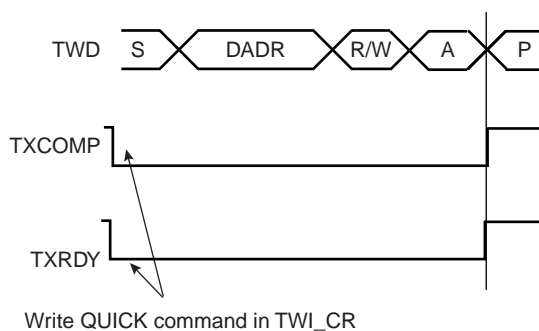 TWD S DADR R/W A P
TXCOMP
TXRDY
Write QUICK command in TWI_CR